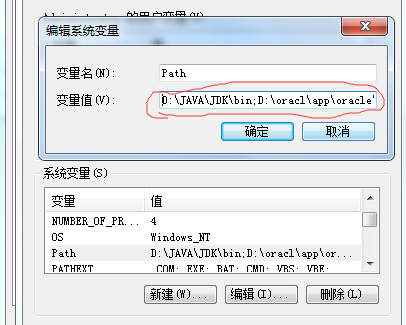 的用户变量(U)
编辑系统变量
变量名(N): Path
变量值(V): D:\JAVA\JDK\bin;D:\oracl\app\oracle
确定 取消
系统变量(S)
变量 值
NUMBER_OF_PR... 4
OS Windows_NT
Path D:\JAVA\JDK\bin;D:\oracl\app\or...
PATHEXT .COM;.EXE;.BAT;.CMD;.VBS;.VBE;
新建(W)... 编辑(I)... 删除(L)